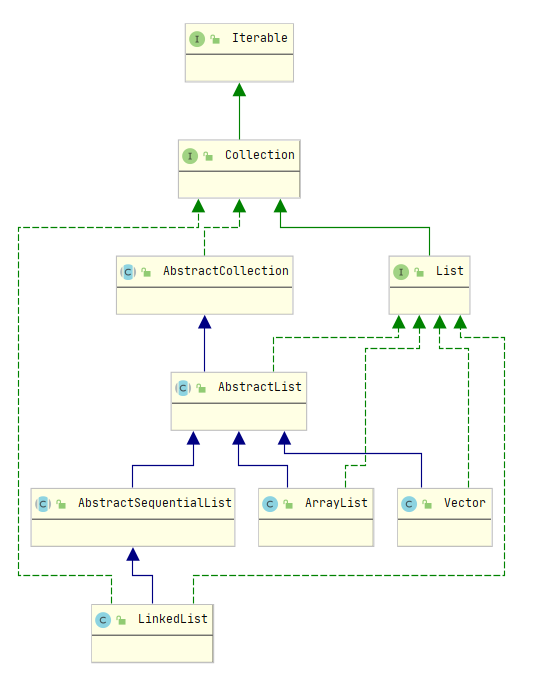 I Iterable
I Collection
C AbstractCollection
I List
C AbstractList
C AbstractSequentialList
C ArrayList
C Vector
C LinkedList